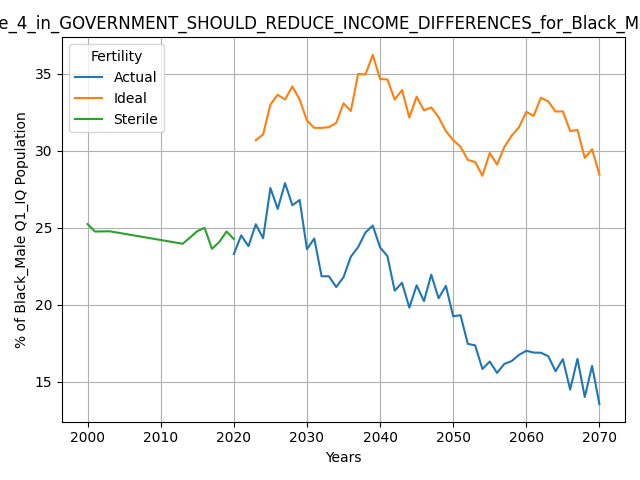 e_4_in_GOVERNMENT_SHOULD_REDUCE_INCOME_DIFFERENCES_for_Black_M
Fertility
Actual
Ideal
Sterile
% of Black_Male Q1_IQ Population
35
30
25
20
15
2000 2010 2020 2030 2040 2050 2060 2070
Years